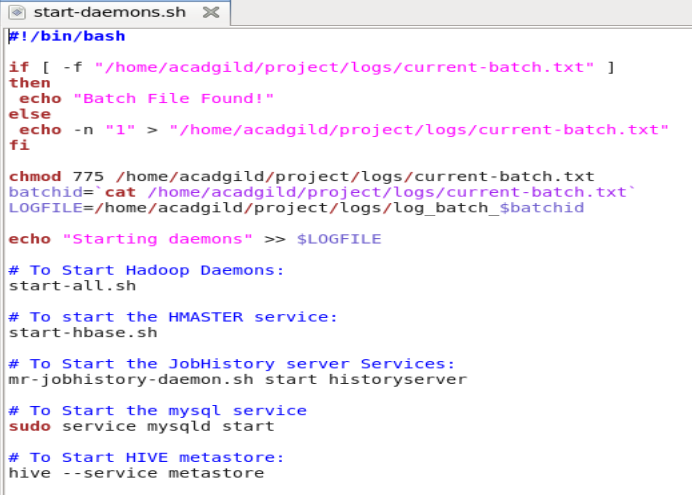 start-daemons.sh
#!/bin/bash
if [ -f "/home/acadgild/project/logs/current-batch.txt" ]
then
 echo "Batch File Found!"
else
 echo -n "1" > "/home/acadgild/project/logs/current-batch.txt"
fi
chmod 775 /home/acadgild/project/logs/current-batch.txt
batchid=`cat /home/acadgild/project/logs/current-batch.txt`
LOGFILE=/home/acadgild/project/logs/log_batch_$batchid
echo "Starting daemons" >> $LOGFILE
# To Start Hadoop Daemons:
start-all.sh
# To start the HMASTER service:
start-hbase.sh
# To Start the JobHistory server Services:
mr-jobhistory-daemon.sh start historyserver
# To Start the mysql service
sudo service mysqld start
# To Start HIVE metastore:
hive --service metastore